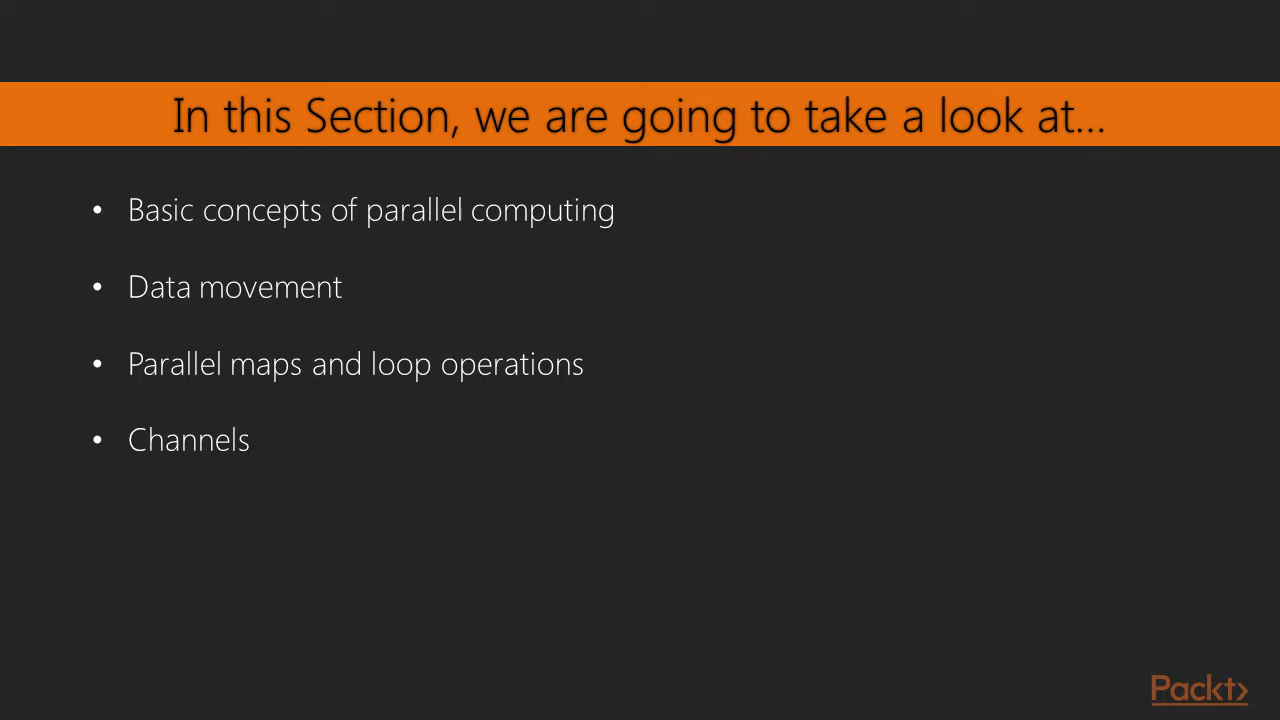 In this Section, we are going to take a look at...
• Basic concepts of parallel computing
• Data movement
• Parallel maps and loop operations
• Channels
Packt>